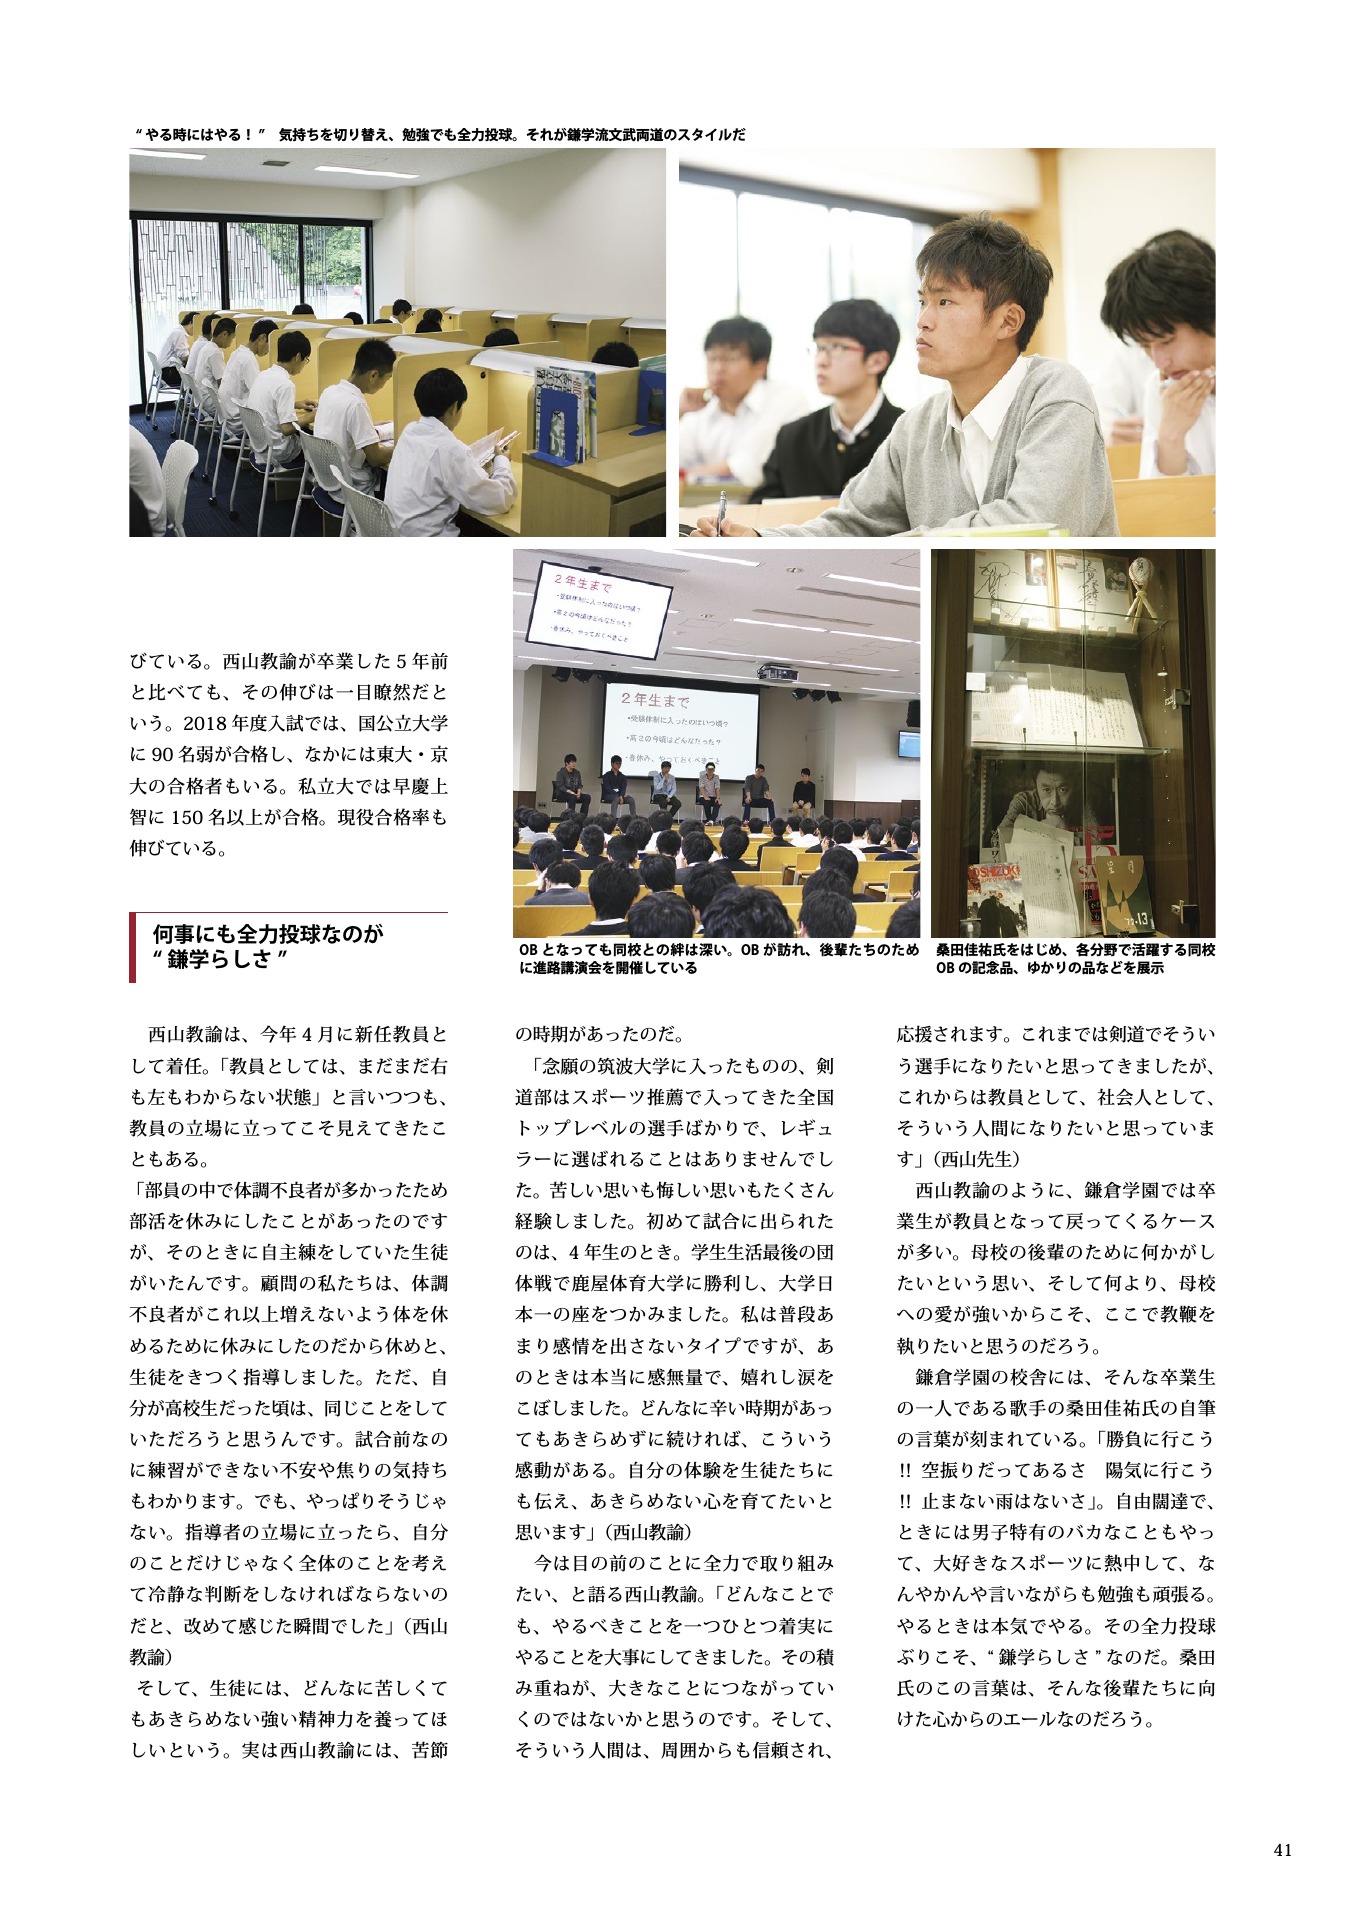 “やる時にはやる！” 気持ちを切り替え、勉強でも全力投球。それが鎌学流文武両道のスタイルだ
2年生まで
・受験体制に入ったのはいつ頃？
・高2の今頃はどんなだった？
・春休み、やっておくべきこと
2年生まで
・受験体制に入ったのはいつ頃？
・高2の今頃はどんなだった？
・春休み、やっておくべきこと
OBとなっても同校との絆は深い。OBが訪れ、後輩たちのため
に進路講演会を開催している
桑田佳祐氏をはじめ、各分野で活躍する同校
OBの記念品、ゆかりの品などを展示
びている。西山教諭が卒業した5年前
と比べても、その伸びは一目瞭然だと
いう。2018年度入試では、国公立大学
に90名弱が合格し、なかには東大・京
大の合格者もいる。私立大では早慶上
智に150名以上が合格。現役合格率も
伸びている。
何事にも全力投球なのが
“鎌学らしさ”
西山教諭は、今年4月に新任教員と
して着任。「教員としては、まだまだ右
も左もわからない状態」と言いつつも、
教員の立場に立ってこそ見えてきたこ
ともある。
「部員の中で体調不良者が多かったため
部活を休みにしたことがあったのです
が、そのときに自主練をしていた生徒
がいたんです。顧問の私たちは、体調
不良者がこれ以上増えないよう体を休
めるために休みにしたのだから休めと、
生徒をきつく指導しました。ただ、自
分が高校生だった頃は、同じことをして
いただろうと思うんです。試合前なの
に練習ができない不安や焦りの気持ち
もわかります。でも、やっぱりそうじゃ
ない。指導者の立場に立ったら、自分
のことだけじゃなく全体のことを考え
て冷静な判断をしなければならないの
だと、改めて感じた瞬間でした」（西山
教諭）
そして、生徒には、どんなに苦しくて
もあきらめない強い精神力を養ってほ
しいという。実は西山教諭には、苦節
の時期があったのだ。
「念願の筑波大学に入ったものの、剣
道部はスポーツ推薦で入ってきた全国
トップレベルの選手ばかりで、レギュ
ラーに選ばれることはありませんでし
た。苦しい思いも悔しい思いもたくさん
経験しました。初めて試合に出られた
のは、4年生のとき。学生生活最後の団
体戦で鹿屋体育大学に勝利し、大学日
本一の座をつかみました。私は普段あ
まり感情を出さないタイプですが、あ
のときは本当に感無量で、嬉れし涙を
こぼしました。どんなに辛い時期があっ
てもあきらめずに続ければ、こういう
感動がある。自分の体験を生徒たちに
も伝え、あきらめない心を育てたいと
思います」（西山教諭）
今は目の前のことに全力で取り組み
たい、と語る西山教諭。「どんなことで
も、やるべきことを一つひとつ着実に
やることを大事にしてきました。その積
み重ねが、大きなことにつながってい
くのではないかと思うのです。そして、
そういう人間は、周囲からも信頼され、
応援されます。これまでは剣道でそうい
う選手になりたいと思ってきましたが、
これからは教員として、社会人として、
そういう人間になりたいと思っていま
す」（西山先生）
西山教諭のように、鎌倉学園では卒
業生が教員となって戻ってくるケース
が多い。母校の後輩のために何かがし
たいという思い、そして何より、母校
への愛が強いからこそ、ここで教鞭を
執りたいと思うのだろう。
鎌倉学園の校舎には、そんな卒業生
の一人である歌手の桑田佳祐氏の自筆
の言葉が刻まれている。「勝負に行こう
!! 空振りだってあるさ 陽気に行こう
!! 止まない雨はないさ」。自由闊達で、
ときには男子特有のバカなこともやっ
て、大好きなスポーツに熱中して、な
んやかんや言いながらも勉強も頑張る。
やるときは本気でやる。その全力投球
ぶりこそ、“鎌学らしさ”なのだ。桑田
氏のこの言葉は、そんな後輩たちに向
けた心からのエールなのだろう。
41